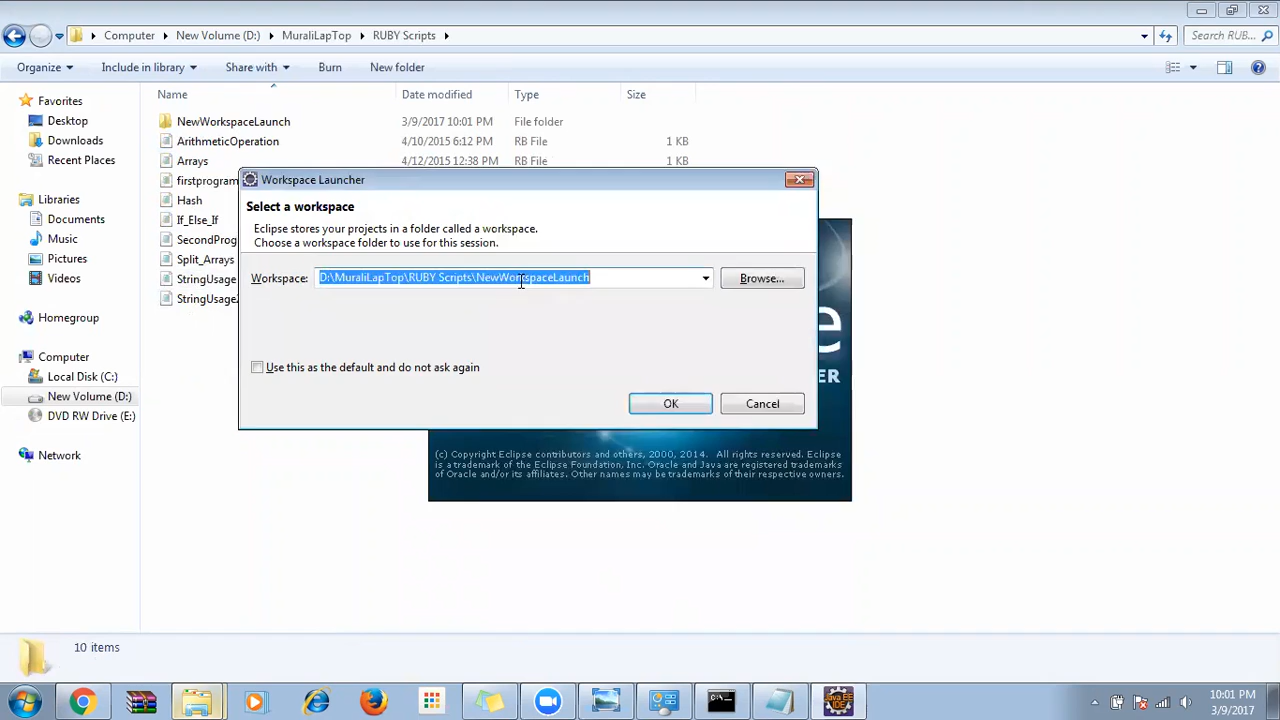 Computer ▸ New Volume (D:) ▸ MuraliLapTop ▸ RUBY Scripts ▸
Search RUB...
Organize Include in library Share with Burn New folder
Name Date modified Type Size
Favorites
Desktop
Downloads
Recent Places
Libraries
Documents
Music
Pictures
Videos
Homegroup
Computer
Local Disk (C:)
New Volume (D:)
DVD RW Drive (E:)
Network
NewWorkspaceLaunch 3/9/2017 10:01 PM File folder
ArithmeticOperation 4/10/2015 6:12 PM RB File 1 KB
Arrays 4/12/2015 12:38 PM RB File 1 KB
firstprogram
Hash
If_Else_If
SecondProg
Split_Arrays
StringUsage
StringUsage
Workspace Launcher
Select a workspace
Eclipse stores your projects in a folder called a workspace.
Choose a workspace folder to use for this session.
Workspace: D:\MuraliLapTop\RUBY Scripts\NewWorkspaceLaunch Browse...
Use this as the default and do not ask again
OK Cancel
e
ER
(c) Copyright Eclipse contributors and others, 2000, 2014. All rights reserved. Eclipse
is a trademark of the Eclipse Foundation, Inc. Oracle and Java are registered trademarks
of Oracle and/or its affiliates. Other names may be trademarks of their respective owners.
10 items
Java EE
IDE
10:01 PM
3/9/2017